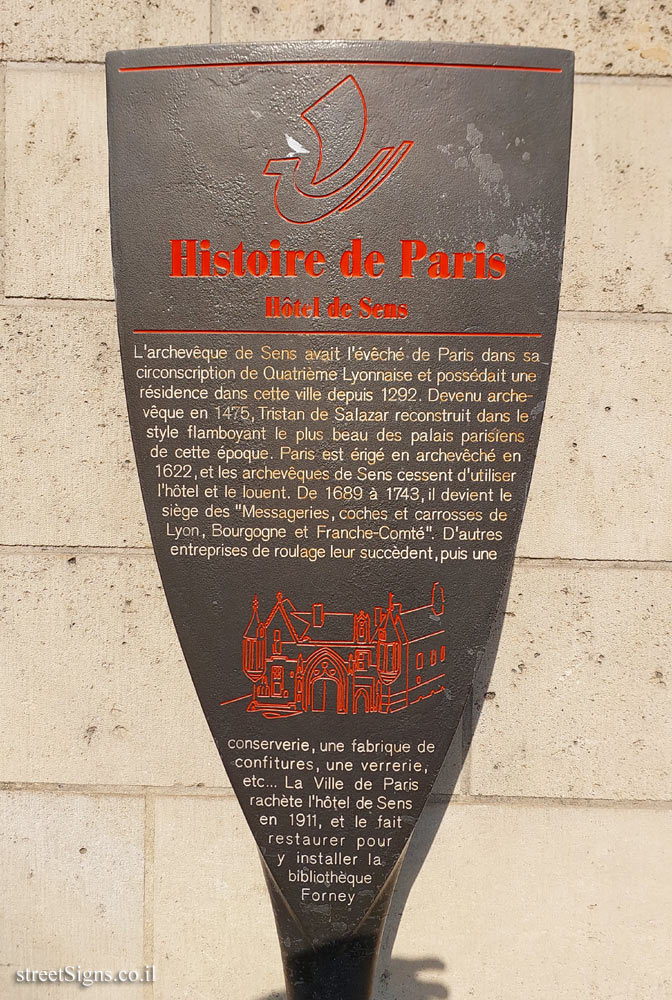 Histoire de Paris
Hôtel de Sens
L'archevêque de Sens avait l'évêché de Paris dans sa
circonscription de Quatrième Lyonnaise et possédait une
résidence dans cette ville depuis 1292. Devenu arche-
vêque en 1475, Tristan de Salazar reconstruit dans le
style flamboyant le plus beau des palais parisiens
de cette époque. Paris est érigé en archevêché en
1622, et les archevêques de Sens cessent d'utiliser
l'hôtel et le louent. De 1689 à 1743, il devient le
siège des "Messageries, coches et carrosses de
Lyon, Bourgogne et Franche-Comté". D'autres
entreprises de roulage leur succèdent, puis une
conserverie, une fabrique de
confitures, une verrerie,
etc... La Ville de Paris
rachète l'hôtel de Sens
en 1911, et le fait
restaurer pour
y installer la
bibliothèque
Forney
streetSigns.co.il